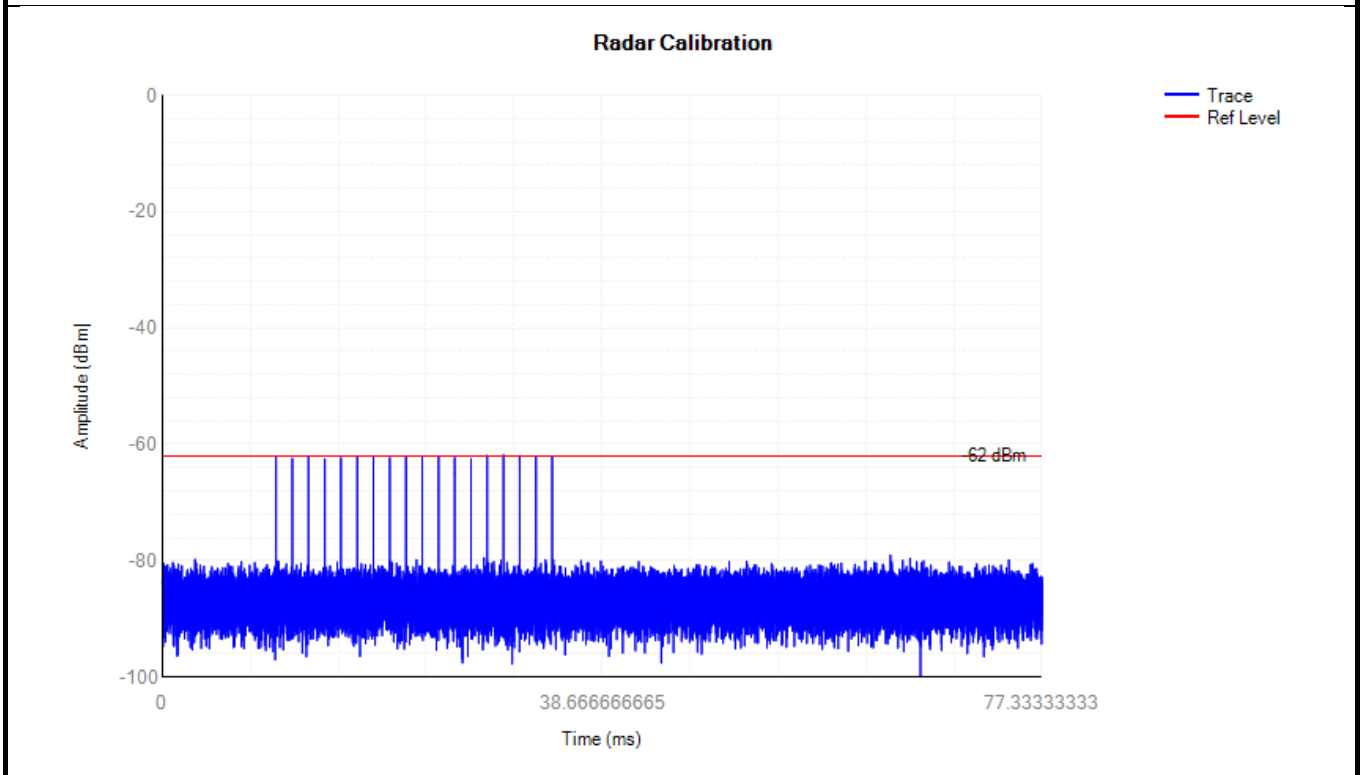 Radar Calibration
Trace
Ref Level
0
-20
-40
-60
-80
-100
Amplitude (dBm|
-62 dBm
0
38.666666665
77.33333333
Time (ms)